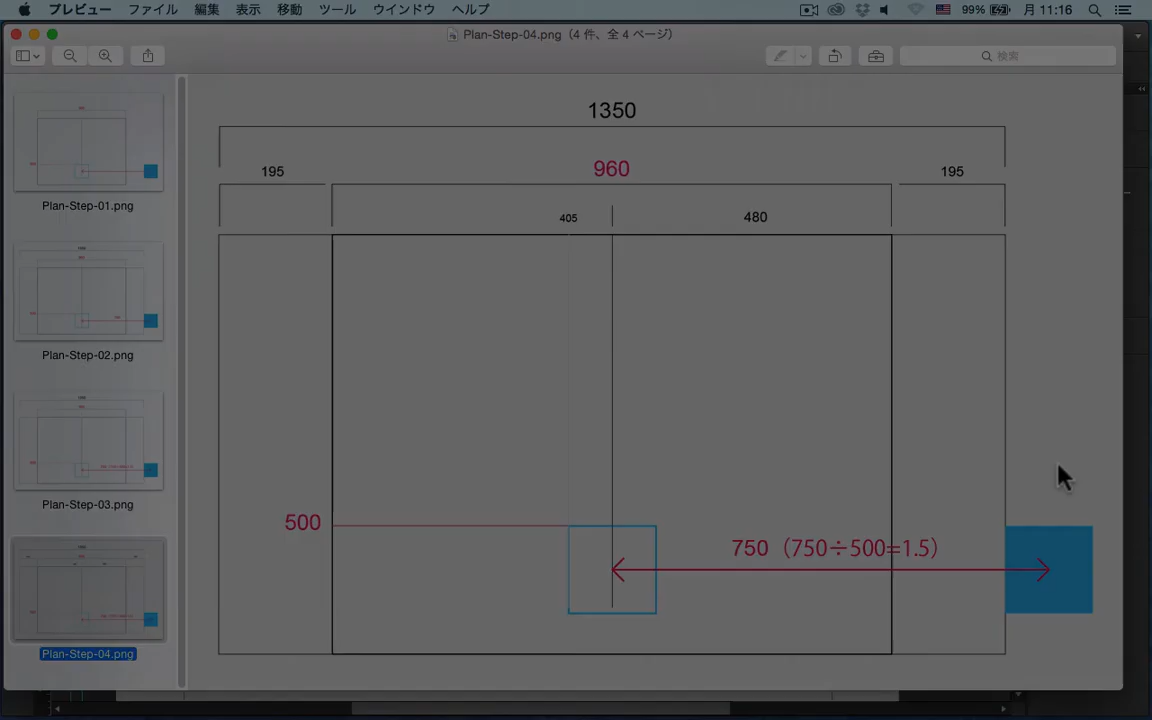 プレビュー ファイル 編集 表示 移動 ツール ウインドウ ヘルプ 99% 月 11:16
Plan-Step-04.png（4 件、全 4 ページ）
検索
Plan-Step-01.png
Plan-Step-02.png
Plan-Step-03.png
Plan-Step-04.png
1350
195 960 195
405 480
500
750（750÷500=1.5）